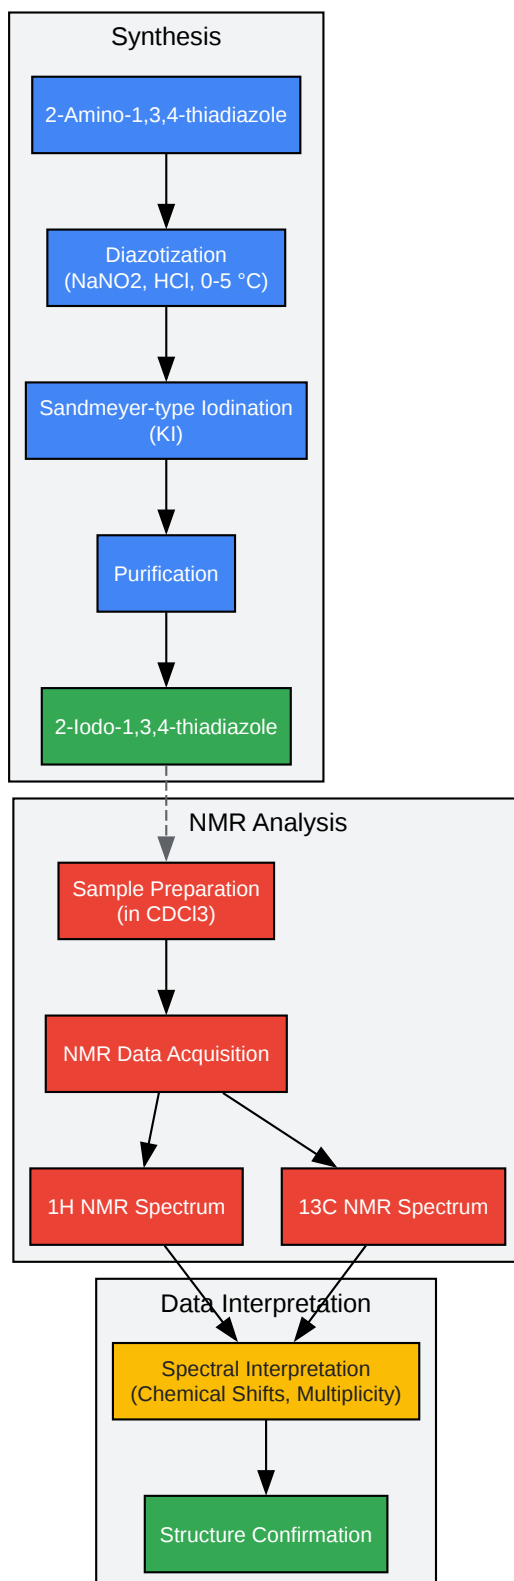 Synthesis
2-Amino-1,3,4-thiadiazole
Diazotization
(NaNO2, HCl, 0-5 °C)
Sandmeyer-type Iodination
(KI)
Purification
2-Iodo-1,3,4-thiadiazole
NMR Analysis
Sample Preparation
(in CDCl3)
NMR Data Acquisition
1H NMR Spectrum
13C NMR Spectrum
Data Interpretation
Spectral Interpretation
(Chemical Shifts, Multiplicity)
Structure Confirmation